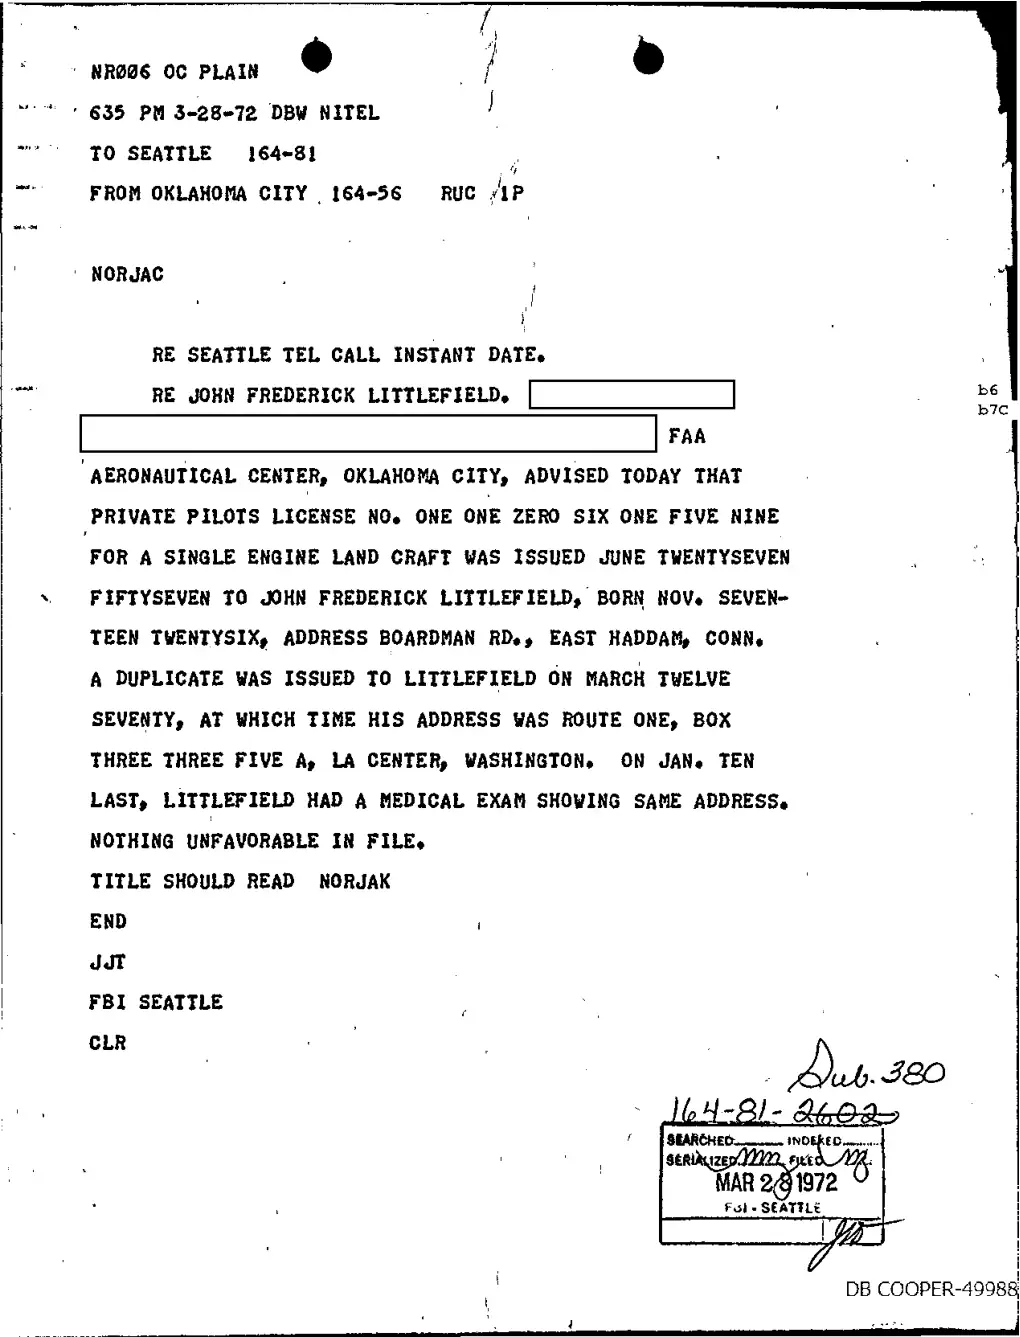 NR006 OC PLAIN
635 PM 3-28-72 DBW NITEL
TO SEATTLE 164-81
FROM OKLAHOMA CITY 164-56 RUC 1P
NORJAC
RE SEATTLE TEL CALL INSTANT DATE.
RE JOHN FREDERICK LITTLEFIELD.
b6
b7C
FAA
AERONAUTICAL CENTER, OKLAHOMA CITY, ADVISED TODAY THAT
PRIVATE PILOTS LICENSE NO. ONE ONE ZERO SIX ONE FIVE NINE
FOR A SINGLE ENGINE LAND CRAFT WAS ISSUED JUNE TWENTYSEVEN
FIFTYSEVEN TO JOHN FREDERICK LITTLEFIELD, BORN NOV. SEVEN-
TEEN TWENTYSIX, ADDRESS BOARDMAN RD., EAST HADDAM, CONN.
A DUPLICATE WAS ISSUED TO LITTLEFIELD ON MARCH TWELVE
SEVENTY, AT WHICH TIME HIS ADDRESS WAS ROUTE ONE, BOX
THREE THREE FIVE A, LA CENTER, WASHINGTON. ON JAN. TEN
LAST, LITTLEFIELD HAD A MEDICAL EXAM SHOWING SAME ADDRESS.
NOTHING UNFAVORABLE IN FILE.
TITLE SHOULD READ NORJAK
END
JJT
FBI SEATTLE
CLR
Sub. 380
164-81-2602
SEARCHED INDEXED
SERIALIZED FILED
MAR 28 1972
FBI - SEATTLE
DB COOPER-49988